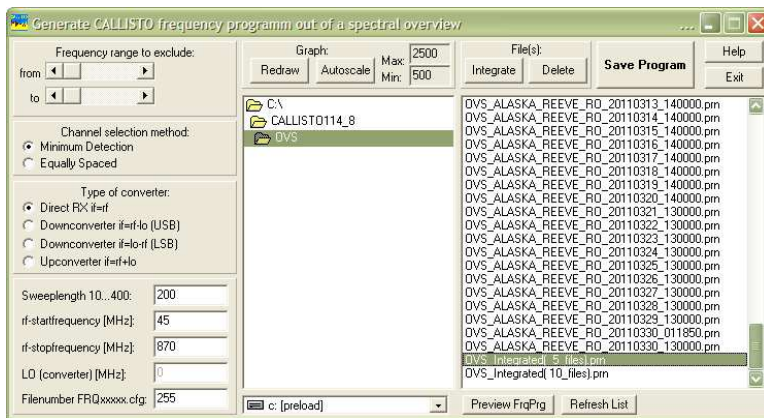 Generate CALLISTO frequency programm out of a spectral overview ...
Frequency range to exclude:
from
to
Channel selection method:
Minimum Detection
Equally Spaced
Type of converter:
Direct RX if=rf
Downconverter if=rf-lo (USB)
Downconverter if=lo-rf (LSB)
Upconverter if=rf+lo
Sweeplength 10...400: 200
rf-startfrequency [MHz]: 45
rf-stopfrequency [MHz]: 870
LO (converter) [MHz]: 0
Filenumber FRQxxxxx.cfg: 255
Graph:
Redraw Autoscale
Max: 2500
Min: 500
File(s):
Integrate Delete
Save Program
Help
Exit
C:\
CALLISTO114_8
OVS
c: [preload]
OVS_ALASKA_REEVE_RO_20110313_140000.prn
OVS_ALASKA_REEVE_RO_20110314_140000.prn
OVS_ALASKA_REEVE_RO_20110315_140000.prn
OVS_ALASKA_REEVE_RO_20110316_140000.prn
OVS_ALASKA_REEVE_RO_20110317_140000.prn
OVS_ALASKA_REEVE_RO_20110318_140000.prn
OVS_ALASKA_REEVE_RO_20110319_140000.prn
OVS_ALASKA_REEVE_RO_20110320_140000.prn
OVS_ALASKA_REEVE_RO_20110321_130000.prn
OVS_ALASKA_REEVE_RO_20110322_130000.prn
OVS_ALASKA_REEVE_RO_20110323_130000.prn
OVS_ALASKA_REEVE_RO_20110324_130000.prn
OVS_ALASKA_REEVE_RO_20110325_130000.prn
OVS_ALASKA_REEVE_RO_20110326_130000.prn
OVS_ALASKA_REEVE_RO_20110327_130000.prn
OVS_ALASKA_REEVE_RO_20110328_130000.prn
OVS_ALASKA_REEVE_RO_20110329_130000.prn
OVS_ALASKA_REEVE_RO_20110330_011850.prn
OVS_ALASKA_REEVE_RO_20110330_130000.prn
OVS_Integrated( 5_files).prn
OVS_Integrated( 10_files).prn
Preview FrqPrg Refresh List